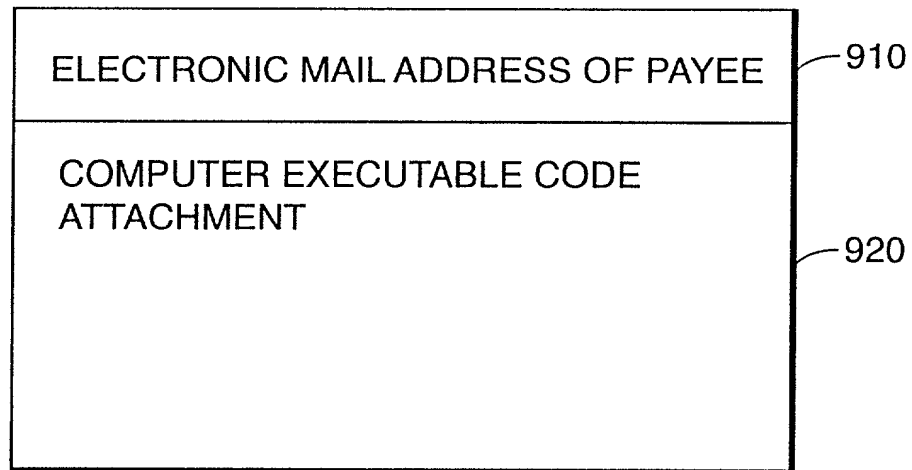 ELECTRONIC MAIL ADDRESS OF PAYEE
910
COMPUTER EXECUTABLE CODE
ATTACHMENT
920